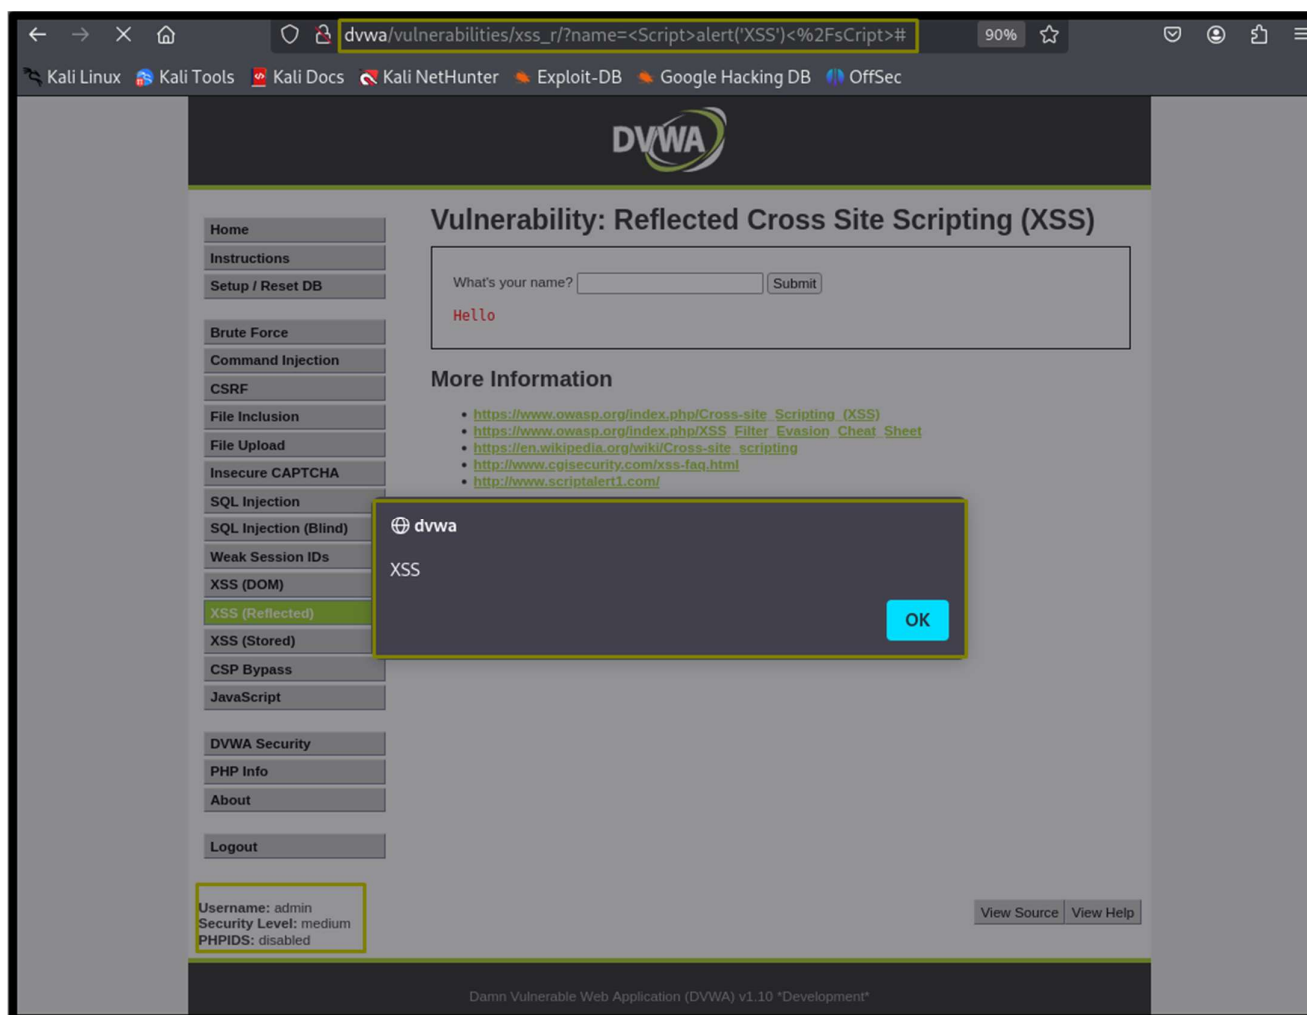 dvwa/vulnerabilities/xss_r/?name=<Script>alert('XSS')<%2FsCript>#
90%
Kali Linux Kali Tools Kali Docs Kali NetHunter Exploit-DB Google Hacking DB OffSec
DVWA
Vulnerability: Reflected Cross Site Scripting (XSS)
Home
Instructions
Setup / Reset DB
Brute Force
Command Injection
CSRF
File Inclusion
File Upload
Insecure CAPTCHA
SQL Injection
SQL Injection (Blind)
Weak Session IDs
XSS (DOM)
XSS (Reflected)
XSS (Stored)
CSP Bypass
JavaScript
DVWA Security
PHP Info
About
Logout
What's your name? Submit
Hello
More Information
https://www.owasp.org/index.php/Cross-site_Scripting_(XSS)
https://www.owasp.org/index.php/XSS_Filter_Evasion_Cheat_Sheet
https://en.wikipedia.org/wiki/Cross-site_scripting
http://www.cgisecurity.com/xss-faq.html
http://www.scriptalert1.com/
dvwa
XSS
OK
Username: admin
Security Level: medium
PHPIDS: disabled
View Source View Help
Damn Vulnerable Web Application (DVWA) v1.10 *Development*